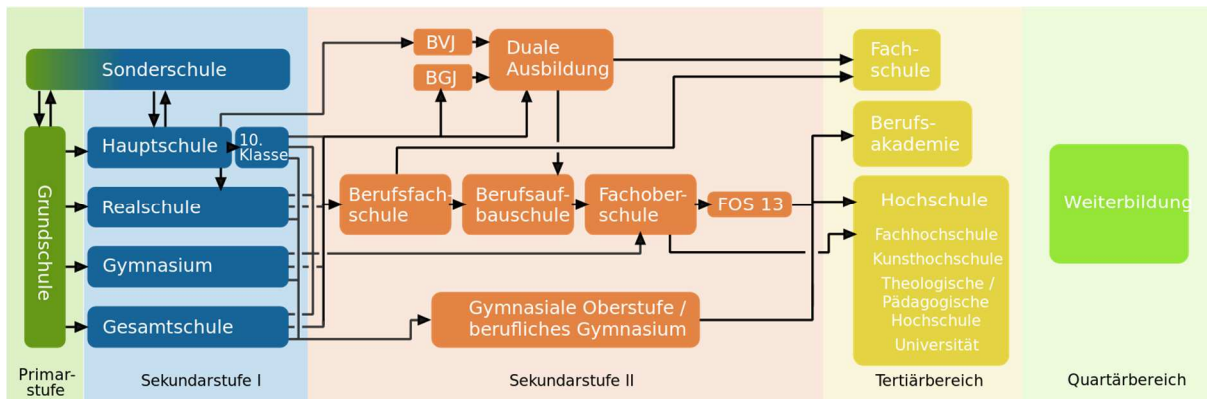 Sonderschule
Grundschule
Hauptschule
10.
Klasse
Realschule
Gymnasium
Gesamtschule
BVJ
BGJ
Duale
Ausbildung
Berufsfach-
schule
Berufsauf-
bauschule
Fachober-
schule
FOS 13
Gymnasiale Oberstufe /
berufliches Gymnasium
Fach-
schule
Berufs-
akademie
Hochschule
Fachhochschule
Kunsthochschule
Theologische /
Pädagogische
Hochschule
Universität
Weiterbildung
Primar-
stufe
Sekundarstufe I
Sekundarstufe II
Tertiärbereich
Quartärbereich